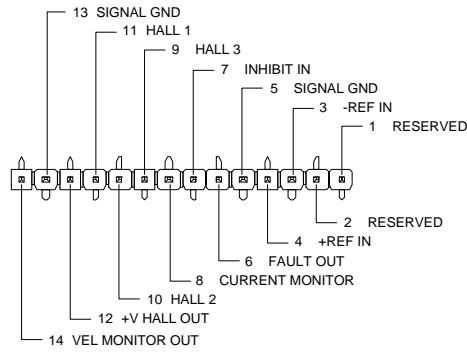 13 SIGNAL GND
11 HALL 1
9 HALL 3
7 INHIBIT IN
5 SIGNAL GND
3 -REF IN
1 RESERVED
2 RESERVED
4 +REF IN
6 FAULT OUT
8 CURRENT MONITOR
10 HALL 2
12 +V HALL OUT
14 VEL MONITOR OUT